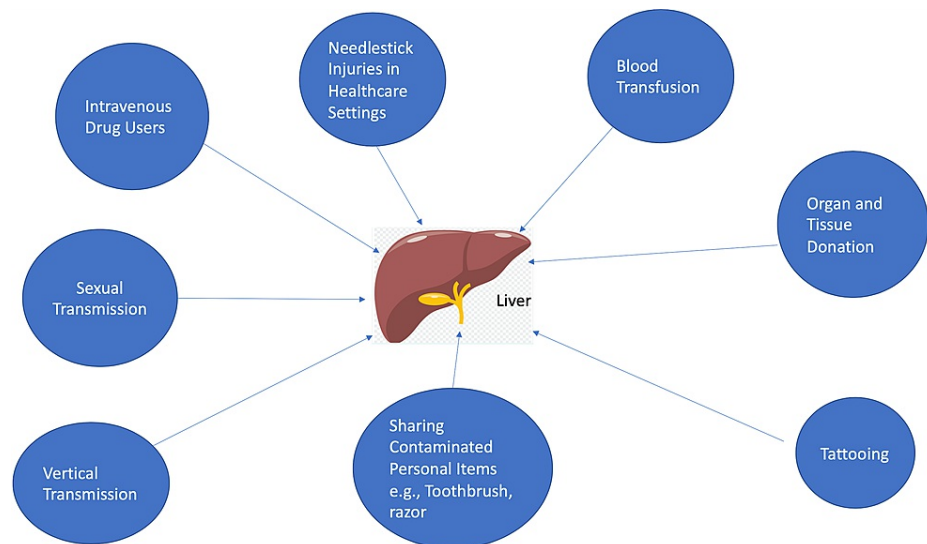 Needlestick
Injuries in
Healthcare
Settings
Blood
Transfusion
Intravenous
Drug Users
Organ and
Tissue
Donation
Sexual
Transmission
Liver
Sharing
Contaminated
Personal Items
e.g., Toothbrush,
razor
Vertical
Transmission
Tattooing